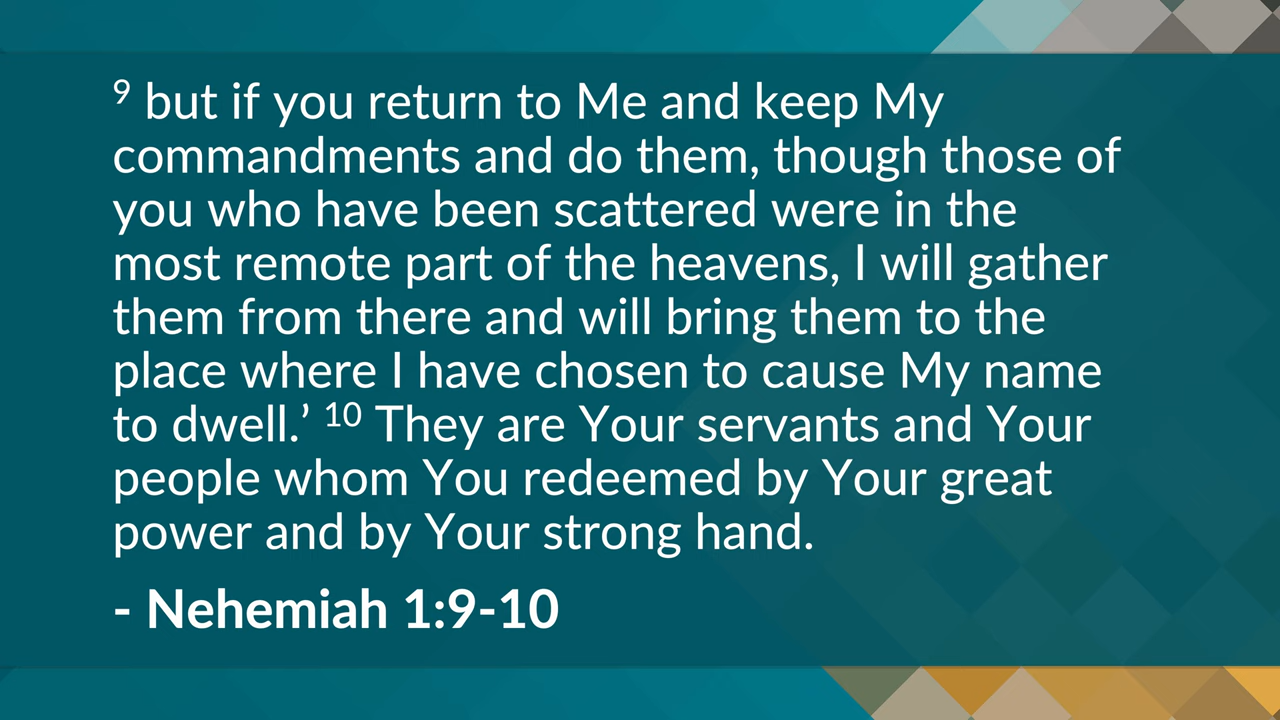 ⁹ but if you return to Me and keep My
commandments and do them, though those of
you who have been scattered were in the
most remote part of the heavens, I will gather
them from there and will bring them to the
place where I have chosen to cause My name
to dwell.’ ¹⁰ They are Your servants and Your
people whom You redeemed by Your great
power and by Your strong hand.
- Nehemiah 1:9-10